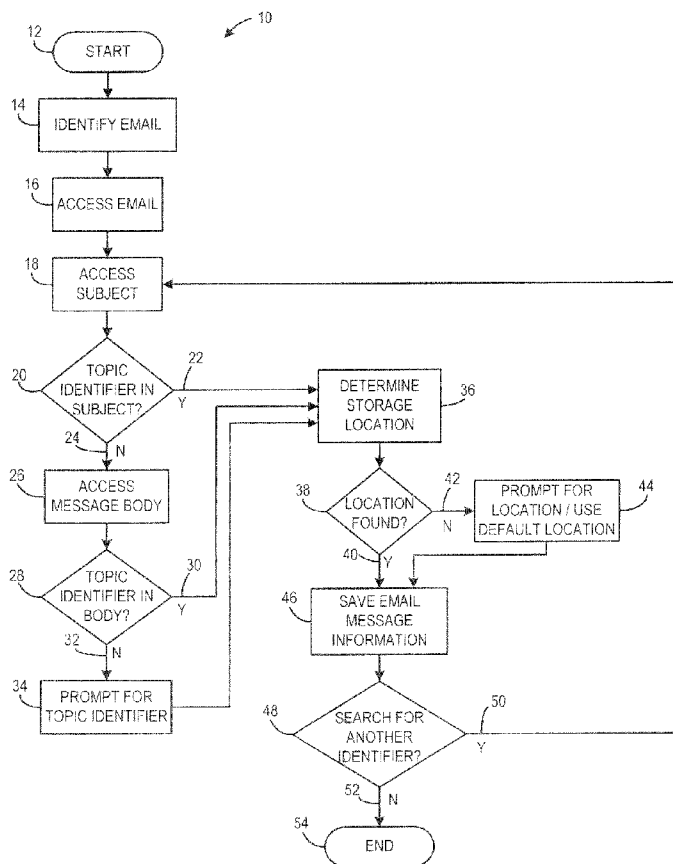 10
12
START
14
IDENTIFY EMAIL
16
ACCESS EMAIL
18
ACCESS
SUBJECT
20
TOPIC
IDENTIFIER IN
SUBJECT?
22
Y
24
N
26
ACCESS
MESSAGE BODY
28
TOPIC
IDENTIFIER IN
BODY?
30
Y
32
N
34
PROMPT FOR
TOPIC IDENTIFIER
DETERMINE
STORAGE
LOCATION
36
38
LOCATION
FOUND?
42
N
40
Y
PROMPT FOR
LOCATION / USE
DEFAULT LOCATION
44
46
SAVE EMAIL
MESSAGE
INFORMATION
48
SEARCH FOR
ANOTHER
IDENTIFIER?
50
Y
52
N
54
END